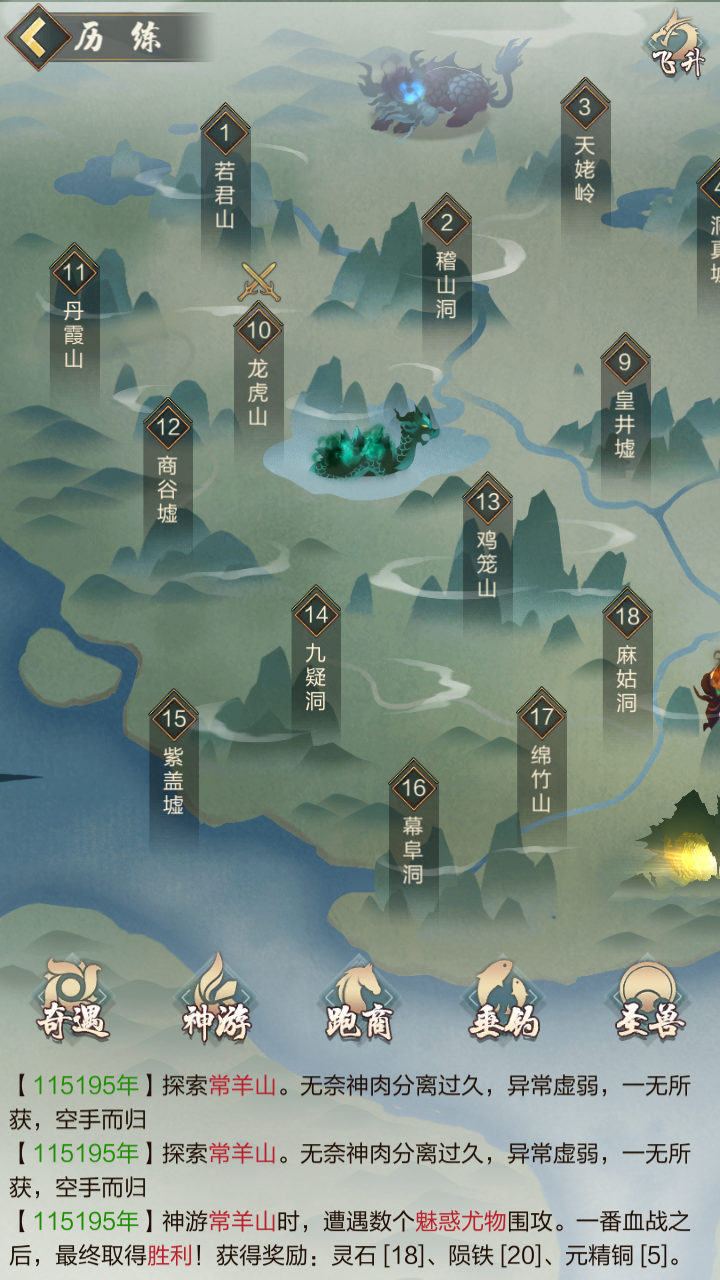 历 练
飞升
1
若君山
3
天姥岭
2
稽山洞
11
丹霞山
10
龙虎山
9
皇井墟
12
商谷墟
13
鸡笼山
14
九疑洞
18
麻姑洞
15
紫盖墟
17
绵竹山
16
幕阜洞
奇遇
神游
跑商
垂钓
圣兽
【115195年】探索常羊山。无奈神肉分离过久，异常虚弱，一无所
获，空手而归
【115195年】探索常羊山。无奈神肉分离过久，异常虚弱，一无所
获，空手而归
【115195年】神游常羊山时，遭遇数个魅惑尤物围攻。一番血战之
后，最终取得胜利！获得奖励：灵石 [18]、陨铁 [20]、元精铜 [5]。